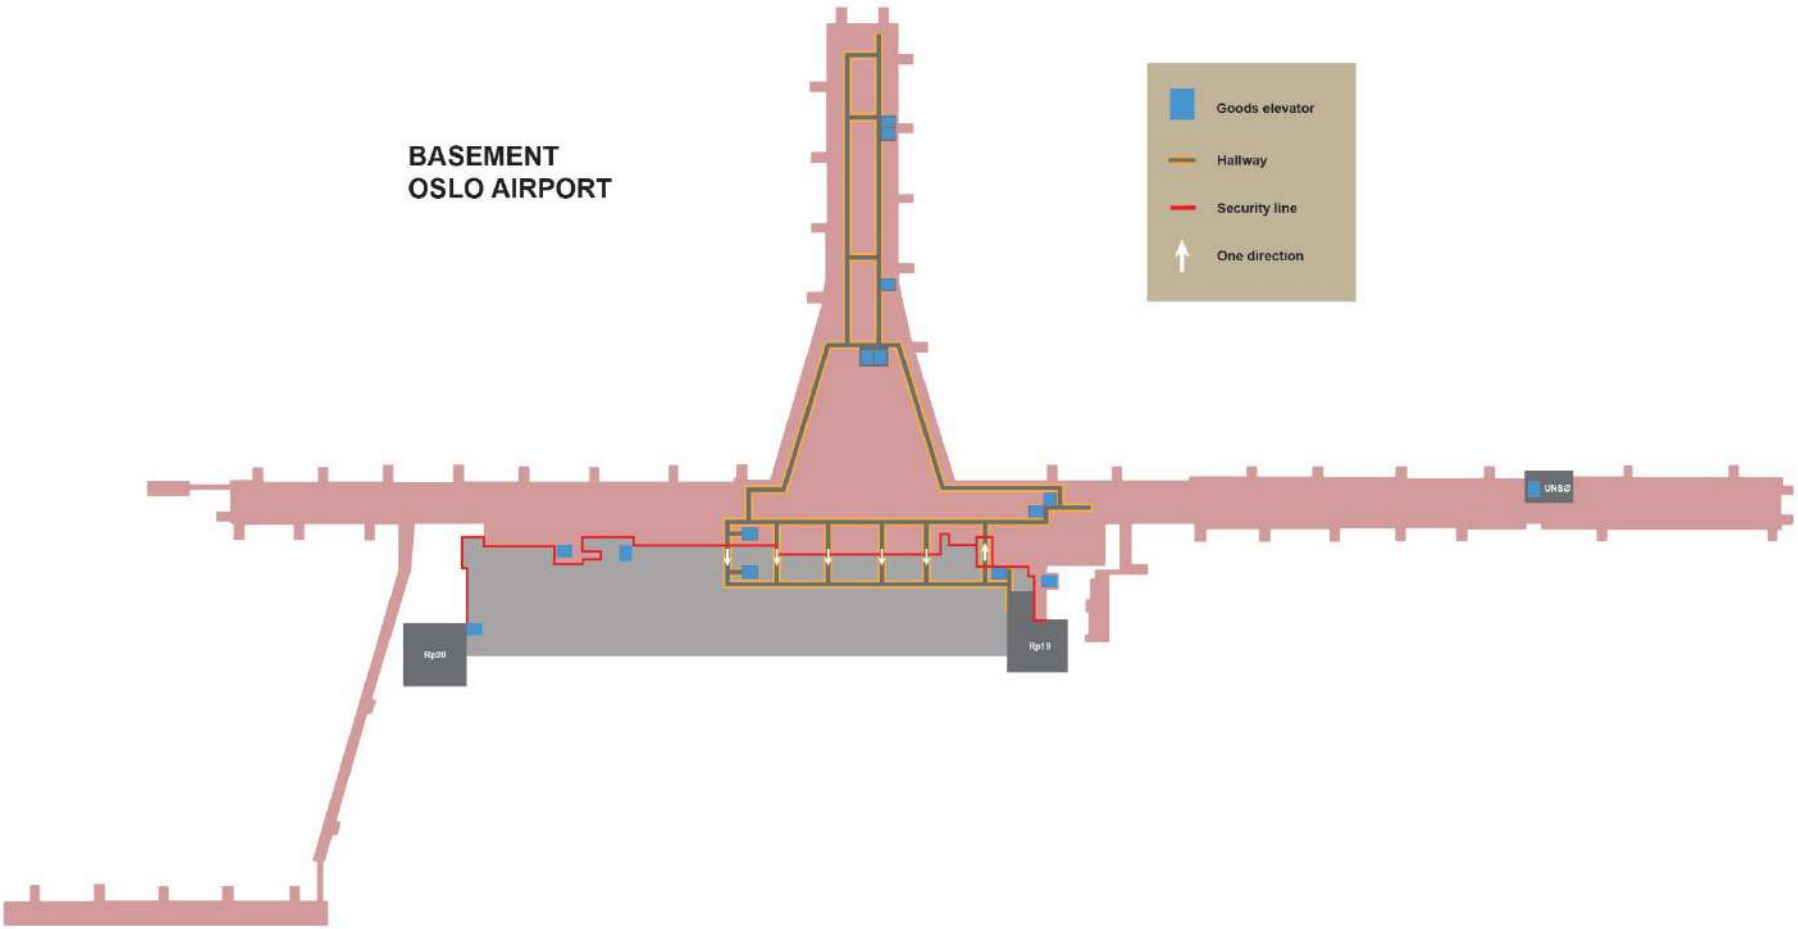 BASEMENT
OSLO AIRPORT
Goods elevator
Hallway
Security line
One direction
UNSØ
Rp20
Rp19